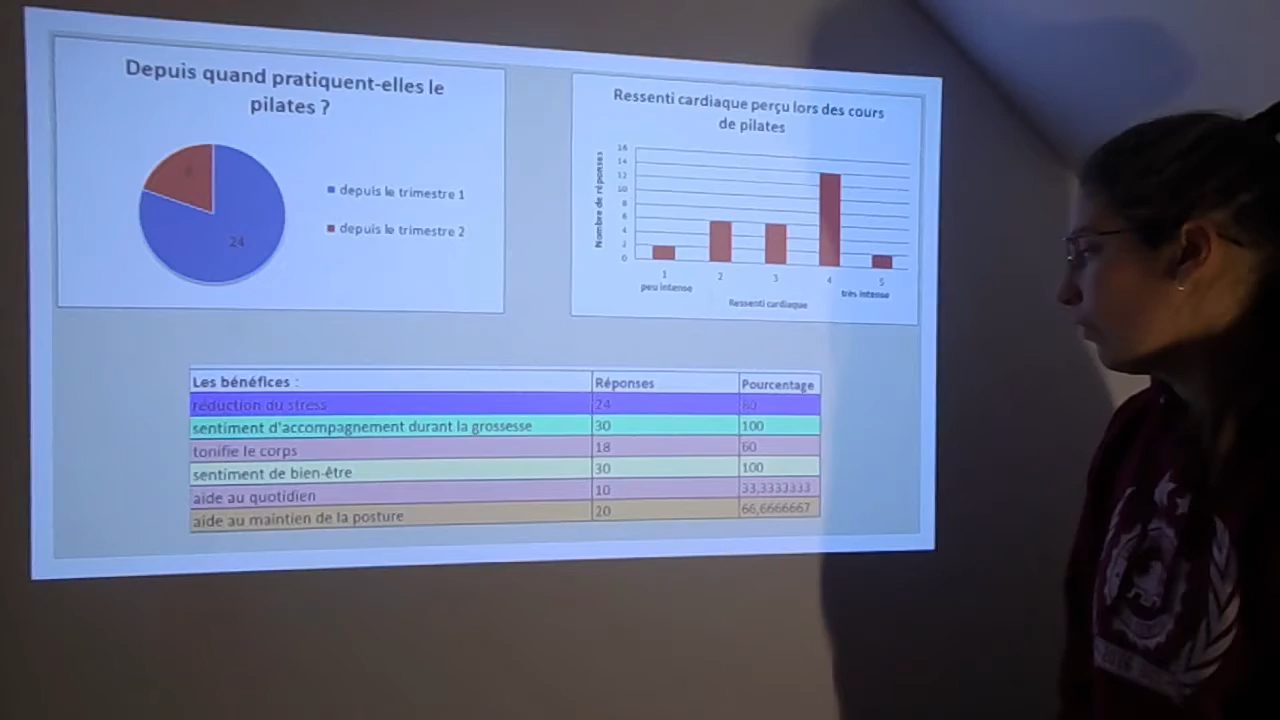 Depuis quand pratiquent-elles le
pilates ?
24
depuis le trimestre 1
depuis le trimestre 2
Ressenti cardiaque perçu lors des cours
de pilates
Nombre de réponses
16
14
12
10
8
6
4
2
0
1
2
3
4
5
peu intense
très intense
Ressenti cardiaque
Les bénéfices : Réponses Pourcentage
réduction du stress 24 80
sentiment d'accompagnement durant la grossesse 30 100
tonifie le corps 18 60
sentiment de bien-être 30 100
aide au quotidien 10 33,3333333
aide au maintien de la posture 20 66,6666667